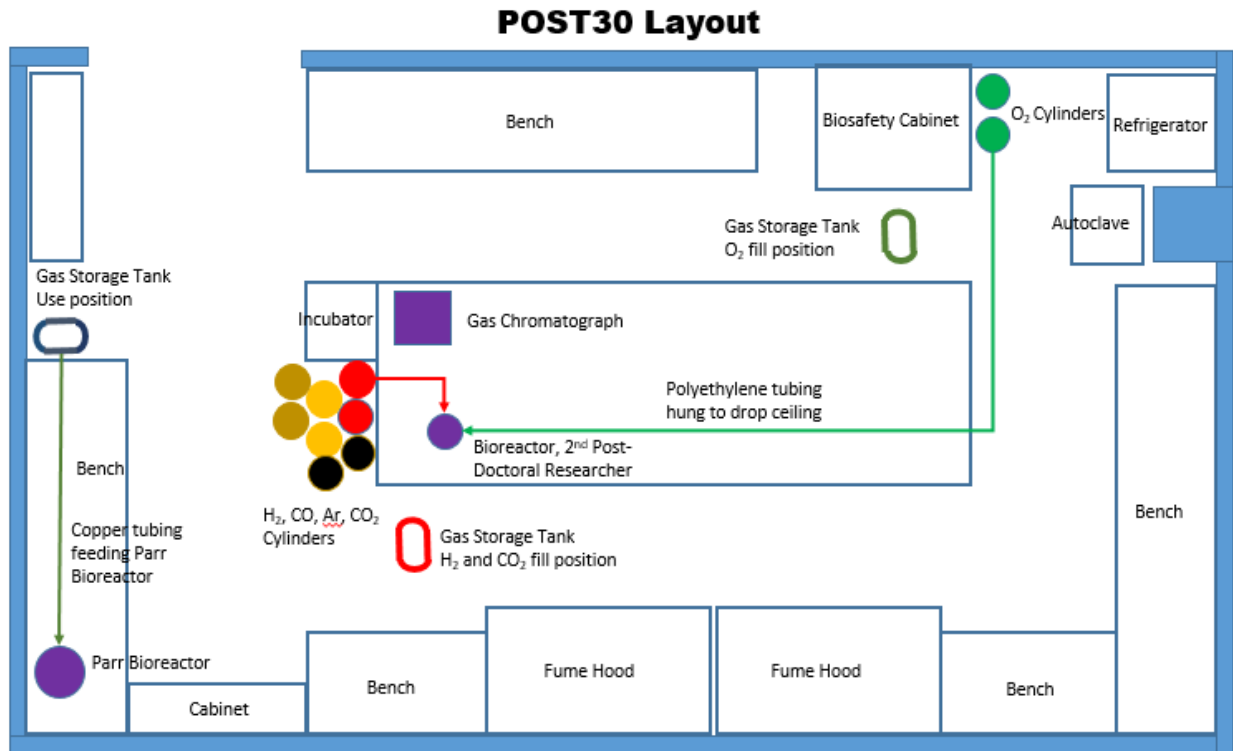 POST30 Layout
Bench
Biosafety Cabinet
O₂ Cylinders
Refrigerator
Autoclave
Gas Storage Tank
O₂ fill position
Gas Storage Tank
Use position
Incubator
Gas Chromatograph
Polyethylene tubing
hung to drop ceiling
Bioreactor, 2ⁿᵈ Post-
Doctoral Researcher
Bench
H₂, CO, Ar, CO₂
Cylinders
Gas Storage Tank
H₂ and CO₂ fill position
Bench
Copper tubing
feeding Parr
Bioreactor
Parr Bioreactor
Cabinet
Bench
Fume Hood
Fume Hood
Bench